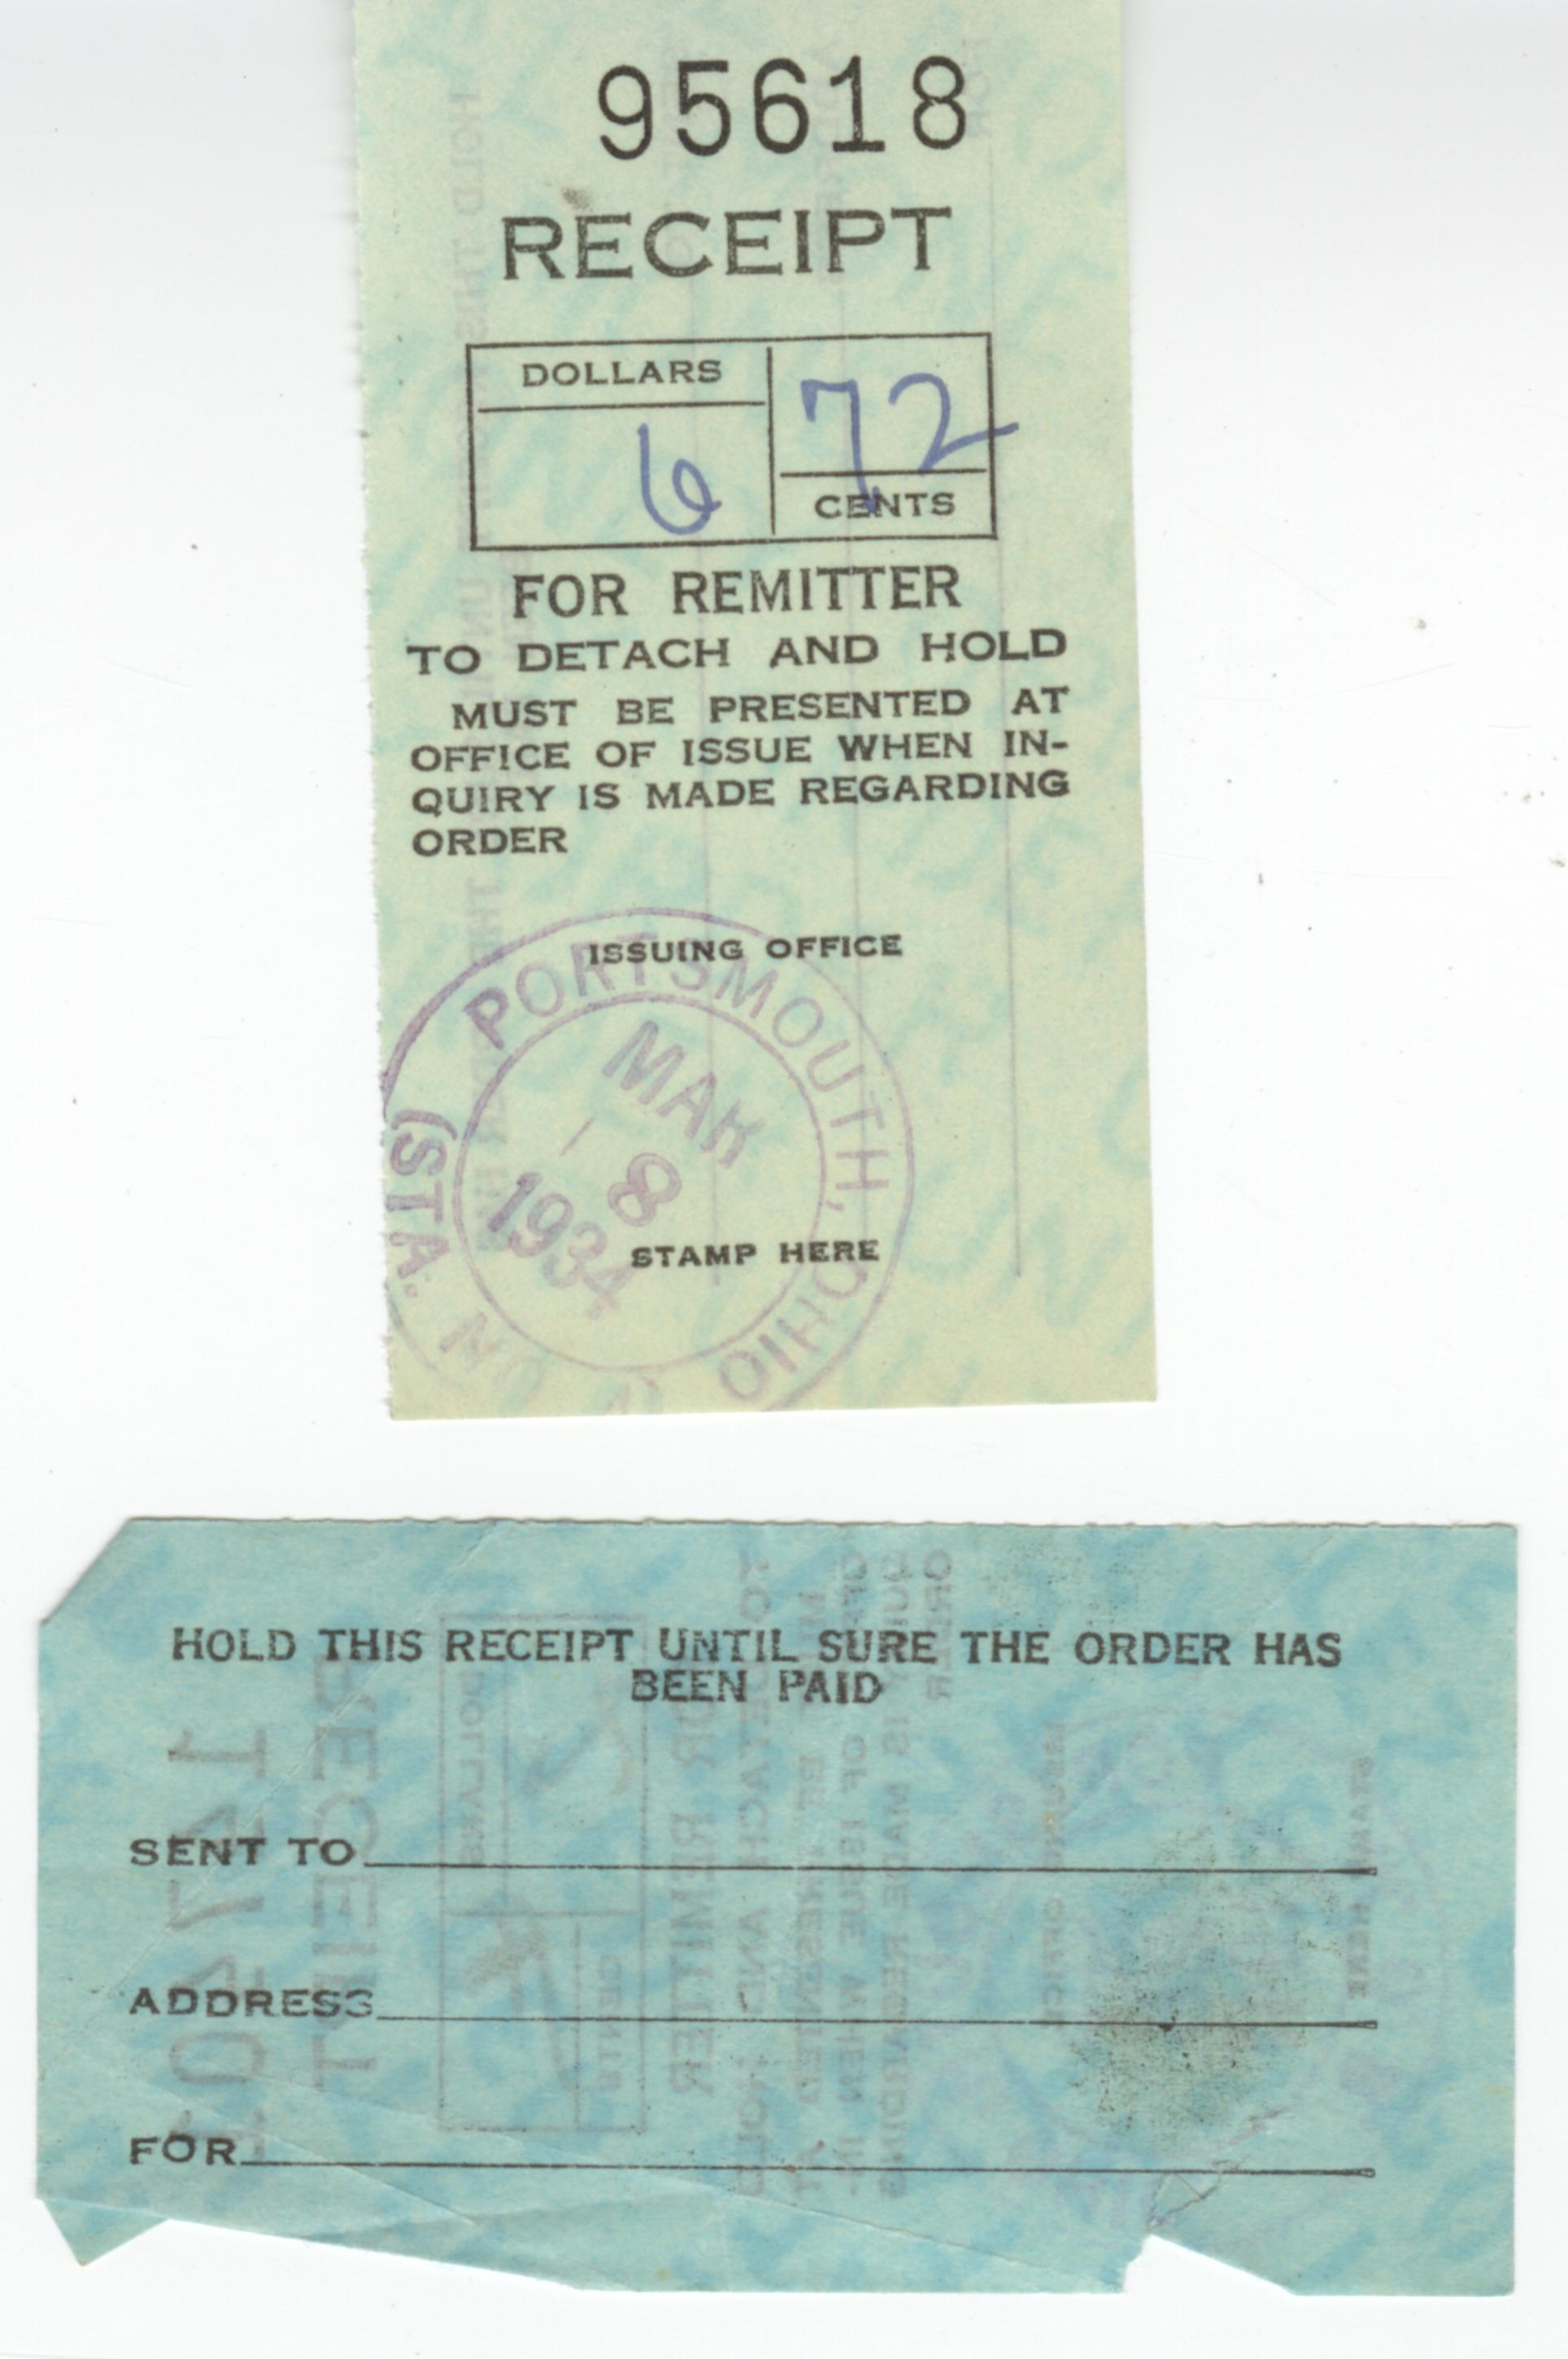 95618
RECEIPT
DOLLARS
6
72
CENTS
FOR REMITTER
TO DETACH AND HOLD
MUST BE PRESENTED AT
OFFICE OF ISSUE WHEN IN-
QUIRY IS MADE REGARDING
ORDER
ISSUING OFFICE
PORTSMOUTH, OHIO
MAR
8
1934
(STA. NO
STAMP HERE
HOLD THIS RECEIPT UNTIL SURE THE ORDER HAS
BEEN PAID
SENT TO
ADDRESS
FOR